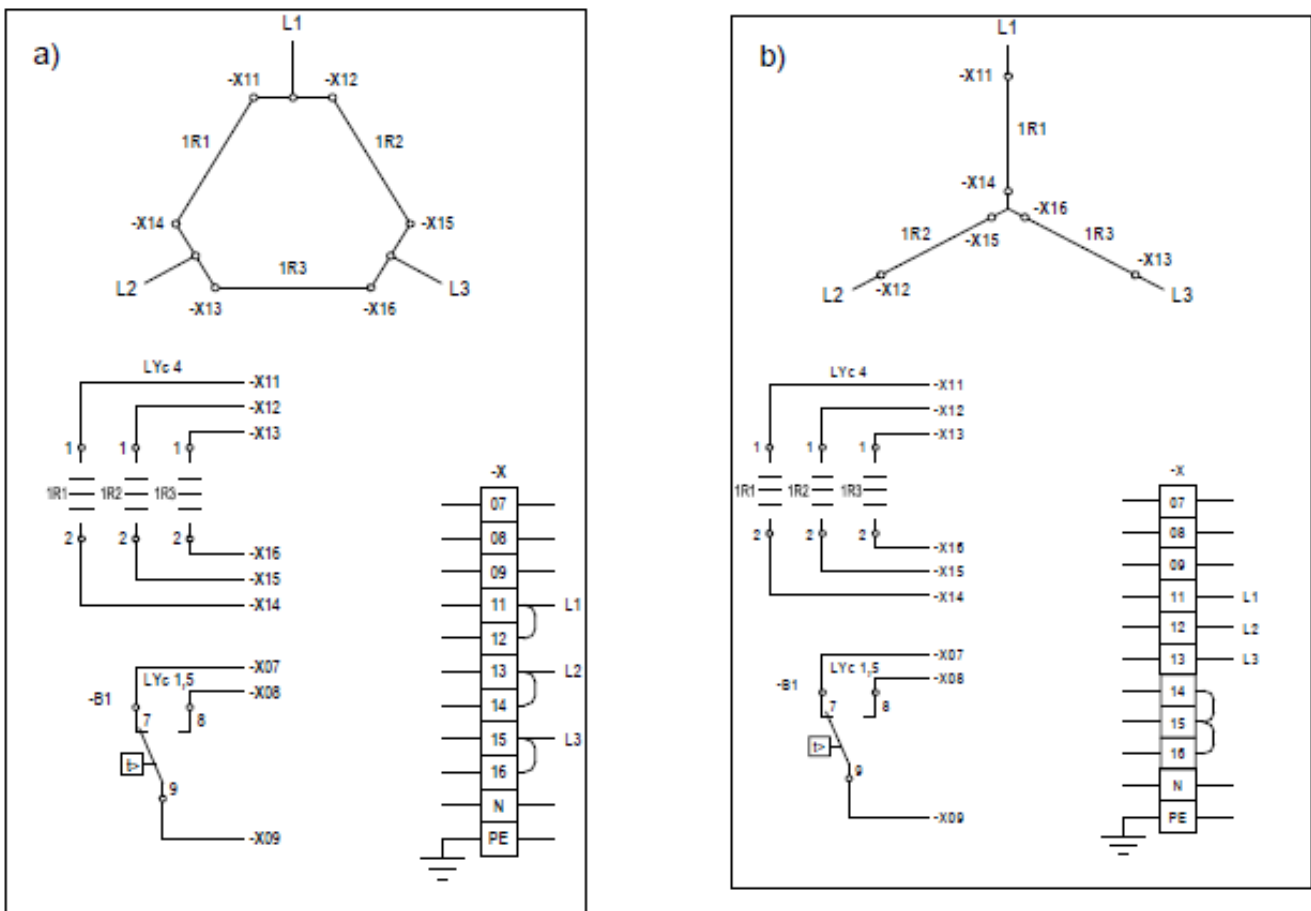 a)
L1
-X11 -X12
1R1 1R2
-X14 -X15
1R3
L2 L3
-X13 -X16
LYc 4
-X11
-X12
-X13
1 1 1
1R1 1R2 1R3
2 2 2
-X16
-X15
-X14
-X07
LYc 1,5
-X08
-B1
7 8
t>
9
-X09
-X
07
08
09
11 L1
12
13 L2
14
15 L3
16
N
PE
b)
L1
-X11
1R1
-X14
-X16
1R2 -X15 1R3
-X13
L2 -X12 L3
LYc 4
-X11
-X12
-X13
1 1 1
1R1 1R2 1R3
2 2 2
-X16
-X15
-X14
-X07
LYc 1,5
-X08
-B1
7 8
t>
9
-X09
-X
07
08
09
11 L1
12 L2
13 L3
14
15
16
N
PE